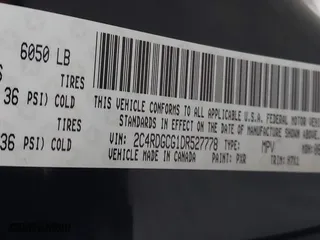 6050 LB
TIRES
36 PSI) COLD
TIRES
36 PSI) COLD
THIS VEHICLE CONFORMS TO ALL APPLICABLE U.S.A. FEDERAL MOTOR VEHICLE
STANDARDS IN EFFECT ON THE DATE OF MANUFACTURE SHOWN ABOVE.
VIN: 2C4RDGCG1DR527778 TYPE: MPV
MADE IN CANADA PAINT: PXR TRIM: